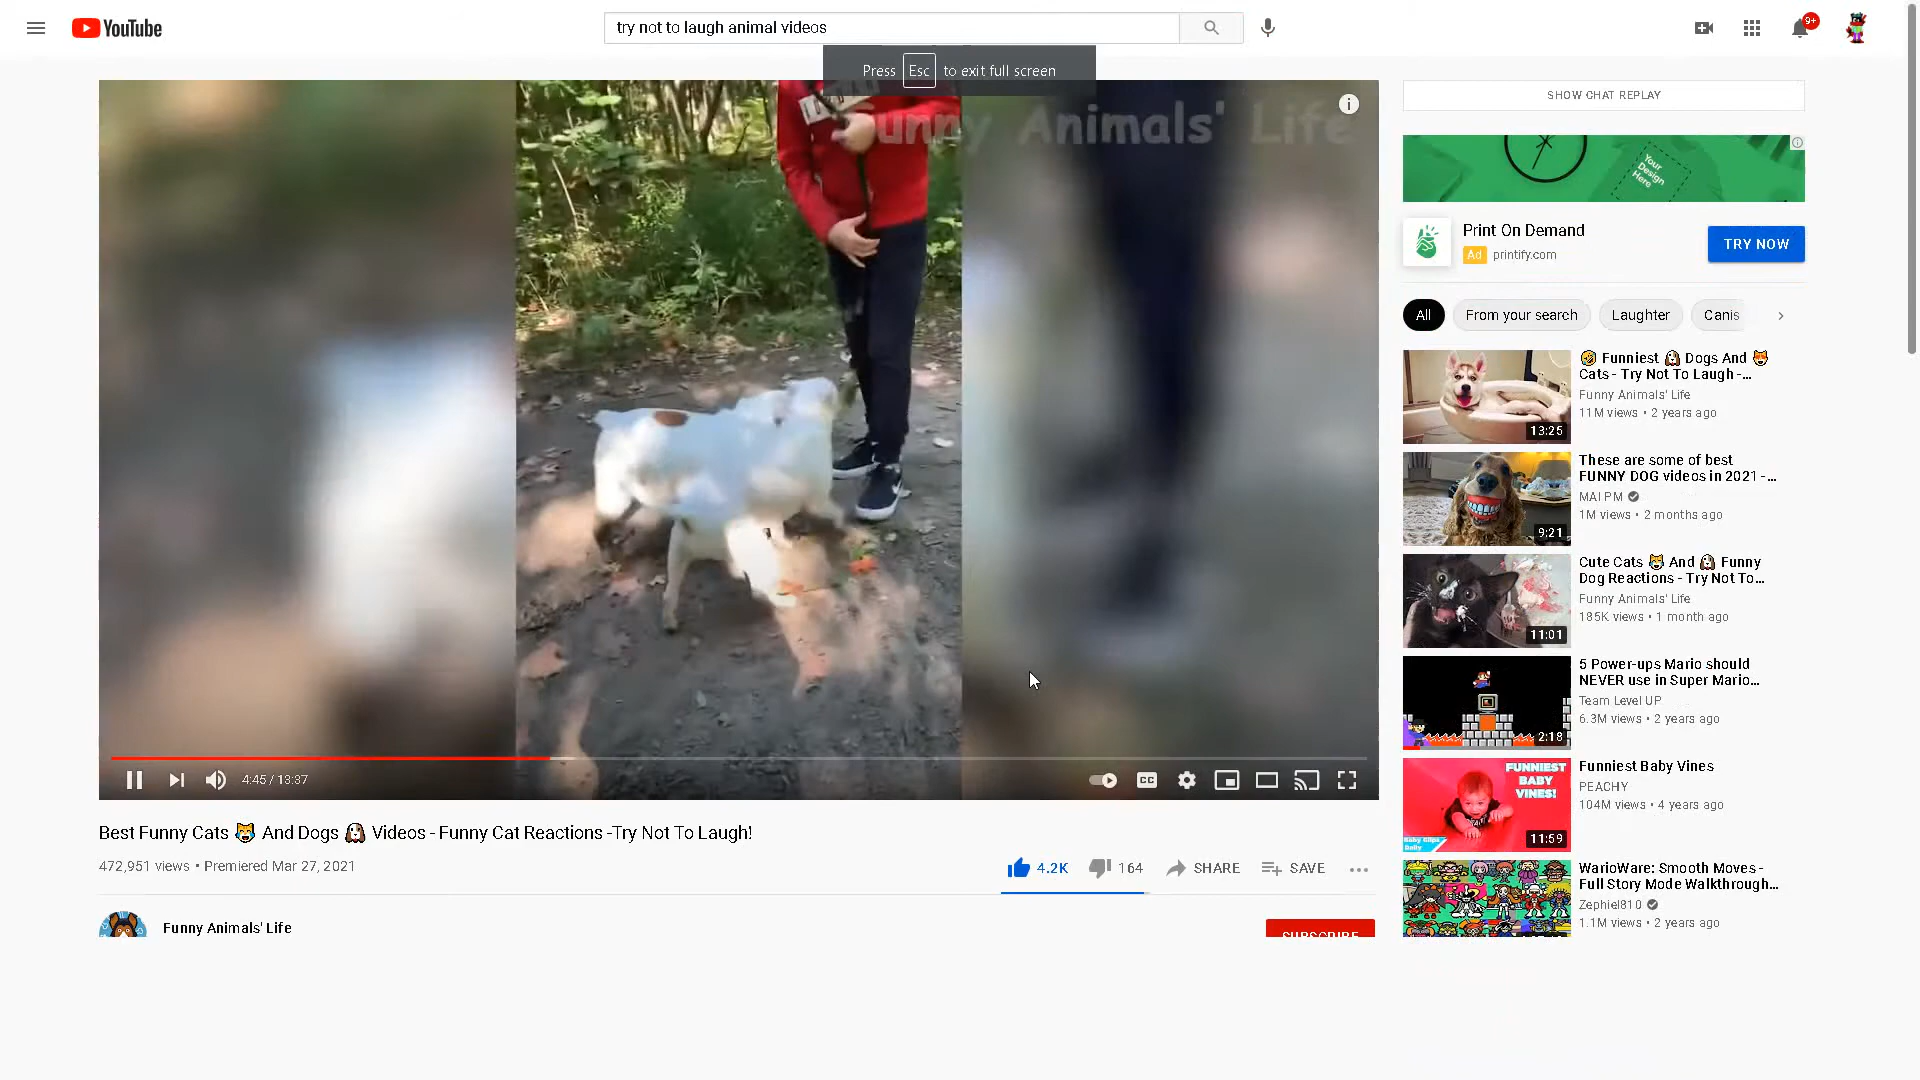 YouTube
try not to laugh animal videos
9+
Press Esc to exit full screen
Funny Animals' Life
SHOW CHAT REPLAY
Your
Design
Here
Print On Demand
Ad printify.com
TRY NOW
All From your search Laughter Canis
🤣 Funniest 🐶 Dogs And 😻
Cats - Try Not To Laugh -...
Funny Animals' Life
11M views • 2 years ago
13:25
These are some of best
FUNNY DOG videos in 2021 -...
MAI PM
1M views • 2 months ago
9:21
Cute Cats 😹 And 🐶 Funny
Dog Reactions - Try Not To...
Funny Animals' Life
185K views • 1 month ago
11:01
5 Power-ups Mario should
NEVER use in Super Mario...
Team Level UP
6.3M views • 2 years ago
2:18
FUNNIEST
BABY
VINES!
Funniest Baby Vines
PEACHY
104M views • 4 years ago
11:59
WarioWare: Smooth Moves -
Full Story Mode Walkthrough...
Zephiel810
1.1M views • 2 years ago
4:45 / 13:37
CC
Best Funny Cats 😹 And Dogs 🐶 Videos - Funny Cat Reactions -Try Not To Laugh!
472,951 views • Premiered Mar 27, 2021
4.2K 164 SHARE SAVE
Funny Animals' Life
SUBSCRIBE